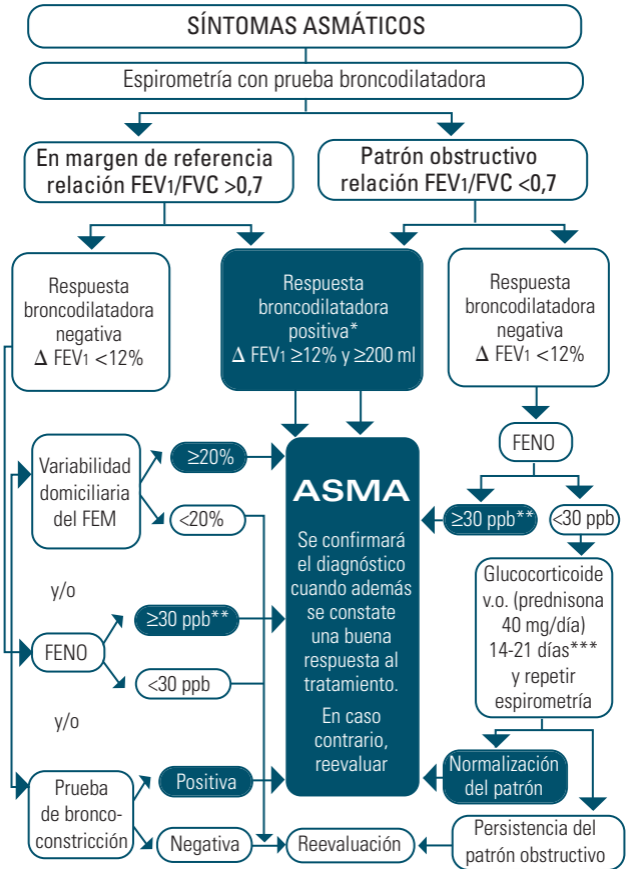 SÍNTOMAS ASMÁTICOS
Espirometría con prueba broncodilatadora
En margen de referencia
relación FEV1/FVC >0,7
Patrón obstructivo
relación FEV1/FVC <0,7
Respuesta
broncodilatadora
negativa
Δ FEV1 <12%
Respuesta
broncodilatadora
positiva*
Δ FEV1 ≥12% y ≥200 ml
Respuesta
broncodilatadora
negativa
Δ FEV1 <12%
Variabilidad
domiciliaria
del FEM
≥20%
<20%
y/o
FENO
≥30 ppb**
<30 ppb
y/o
Prueba
de bronco-
constricción
Positiva
Negativa
ASMA
Se confirmará
el diagnóstico
cuando además
se constate
una buena
respuesta al
tratamiento.
En caso
contrario,
reevaluar
FENO
≥30 ppb**
<30 ppb
Glucocorticoide
v.o. (prednisona
40 mg/día)
14-21 días***
y repetir
espirometría
Normalización
del patrón
Persistencia del
patrón obstructivo
Reevaluación